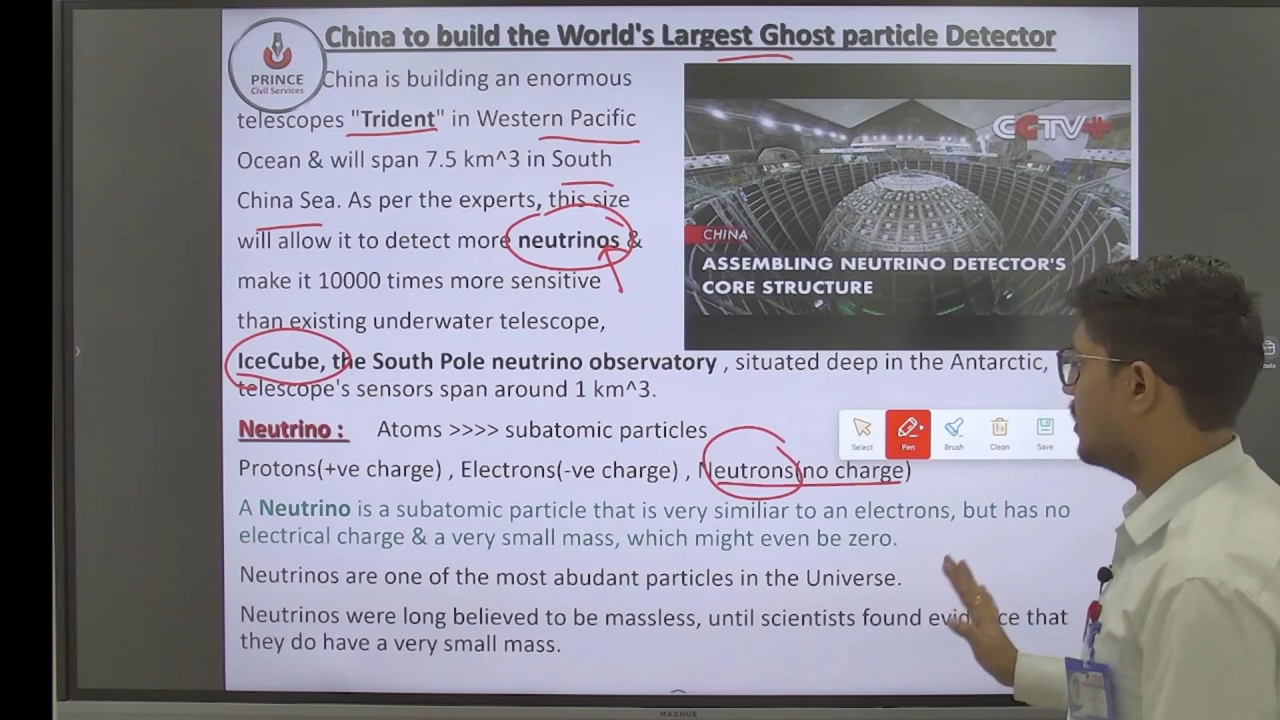 China to build the World's Largest Ghost particle Detector
PRINCE
Civil Services
China is building an enormous
telescopes "Trident" in Western Pacific
Ocean & will span 7.5 km^3 in South
China Sea. As per the experts, this size
will allow it to detect more neutrinos &
make it 10000 times more sensitive
than existing underwater telescope,
IceCube, the South Pole neutrino observatory , situated deep in the Antarctic,
telescope's sensors span around 1 km^3.
CCTV+
CHINA
ASSEMBLING NEUTRINO DETECTOR'S
CORE STRUCTURE
Neutrino : Atoms >>>> subatomic particles
Select Pen Brush Clean Save
Protons(+ve charge) , Electrons(-ve charge) , Neutrons(no charge)
A Neutrino is a subatomic particle that is very similiar to an electrons, but has no
electrical charge & a very small mass, which might even be zero.
Neutrinos are one of the most abudant particles in the Universe.
Neutrinos were long believed to be massless, until scientists found evidence that
they do have a very small mass.
MAXHUB